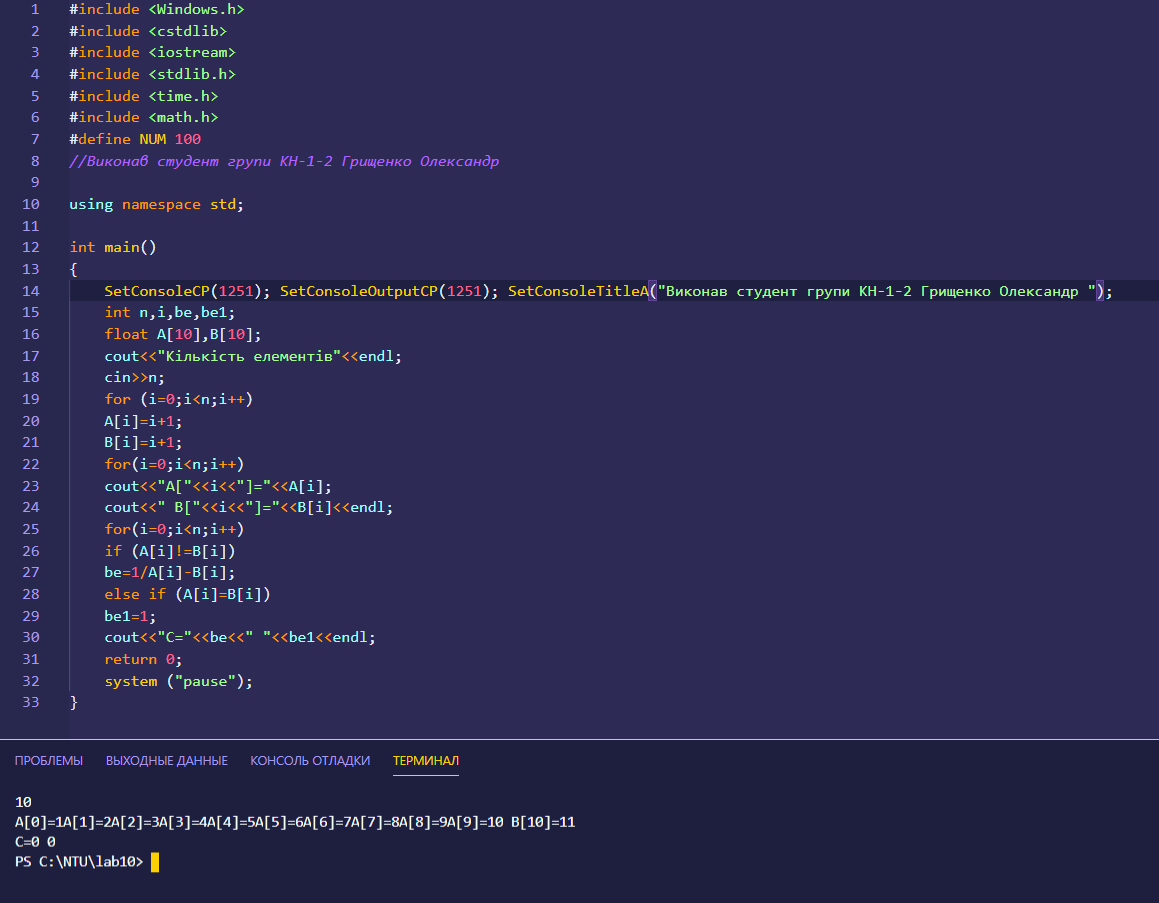 1 #include <Windows.h>
2 #include <cstdlib>
3 #include <iostream>
4 #include <stdlib.h>
5 #include <time.h>
6 #include <math.h>
7 #define NUM 100
8 //Виконав студент групи КН-1-2 Грищенко Олександр
9
10 using namespace std;
11
12 int main()
13 {
14     SetConsoleCP(1251); SetConsoleOutputCP(1251); SetConsoleTitleA("Виконав студент групи КН-1-2 Грищенко Олександр ");
15     int n,i,be,be1;
16     float A[10],B[10];
17     cout<<"Кількість елементів"<<endl;
18     cin>>n;
19     for (i=0;i<n;i++)
20     A[i]=i+1;
21     B[i]=i+1;
22     for(i=0;i<n;i++)
23     cout<<"A["<<i<<"]="<<A[i];
24     cout<<" B["<<i<<"]="<<B[i]<<endl;
25     for(i=0;i<n;i++)
26     if (A[i]!=B[i])
27     be=1/A[i]-B[i];
28     else if (A[i]=B[i])
29     be1=1;
30     cout<<"C="<<be<<" "<<be1<<endl;
31     return 0;
32     system ("pause");
33 }
ПРОБЛЕМЫ ВЫХОДНЫЕ ДАННЫЕ КОНСОЛЬ ОТЛАДКИ ТЕРМИНАЛ
10
A[0]=1A[1]=2A[2]=3A[3]=4A[4]=5A[5]=6A[6]=7A[7]=8A[8]=9A[9]=10 B[10]=11
C=0 0
PS C:\NTU\lab10>